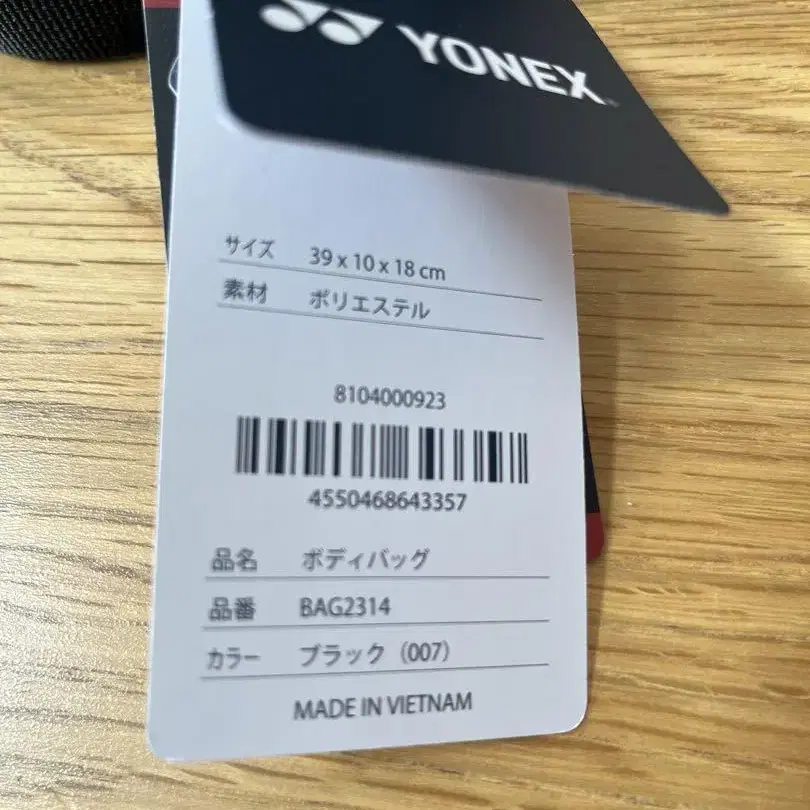 YONEX
サイズ 39 x 10 x 18 cm
素材 ポリエステル
8104000923
4550468643357
品名 ボディバッグ
品番 BAG2314
カラー ブラック（007）
MADE IN VIETNAM